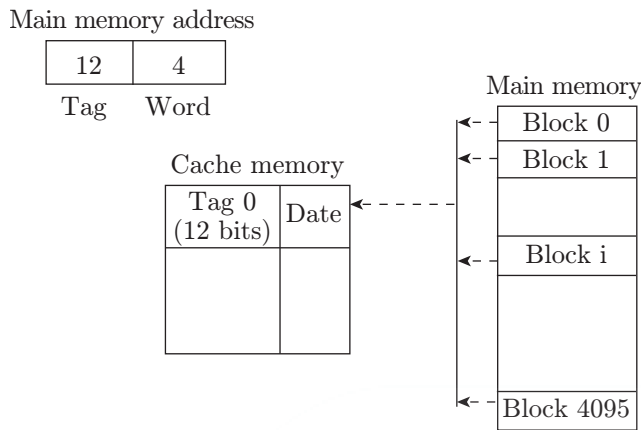 Main memory address
12 4
Tag Word
Main memory
Block 0
Block 1
Cache memory
Tag 0
(12 bits)
Date
Block i
Block 4095